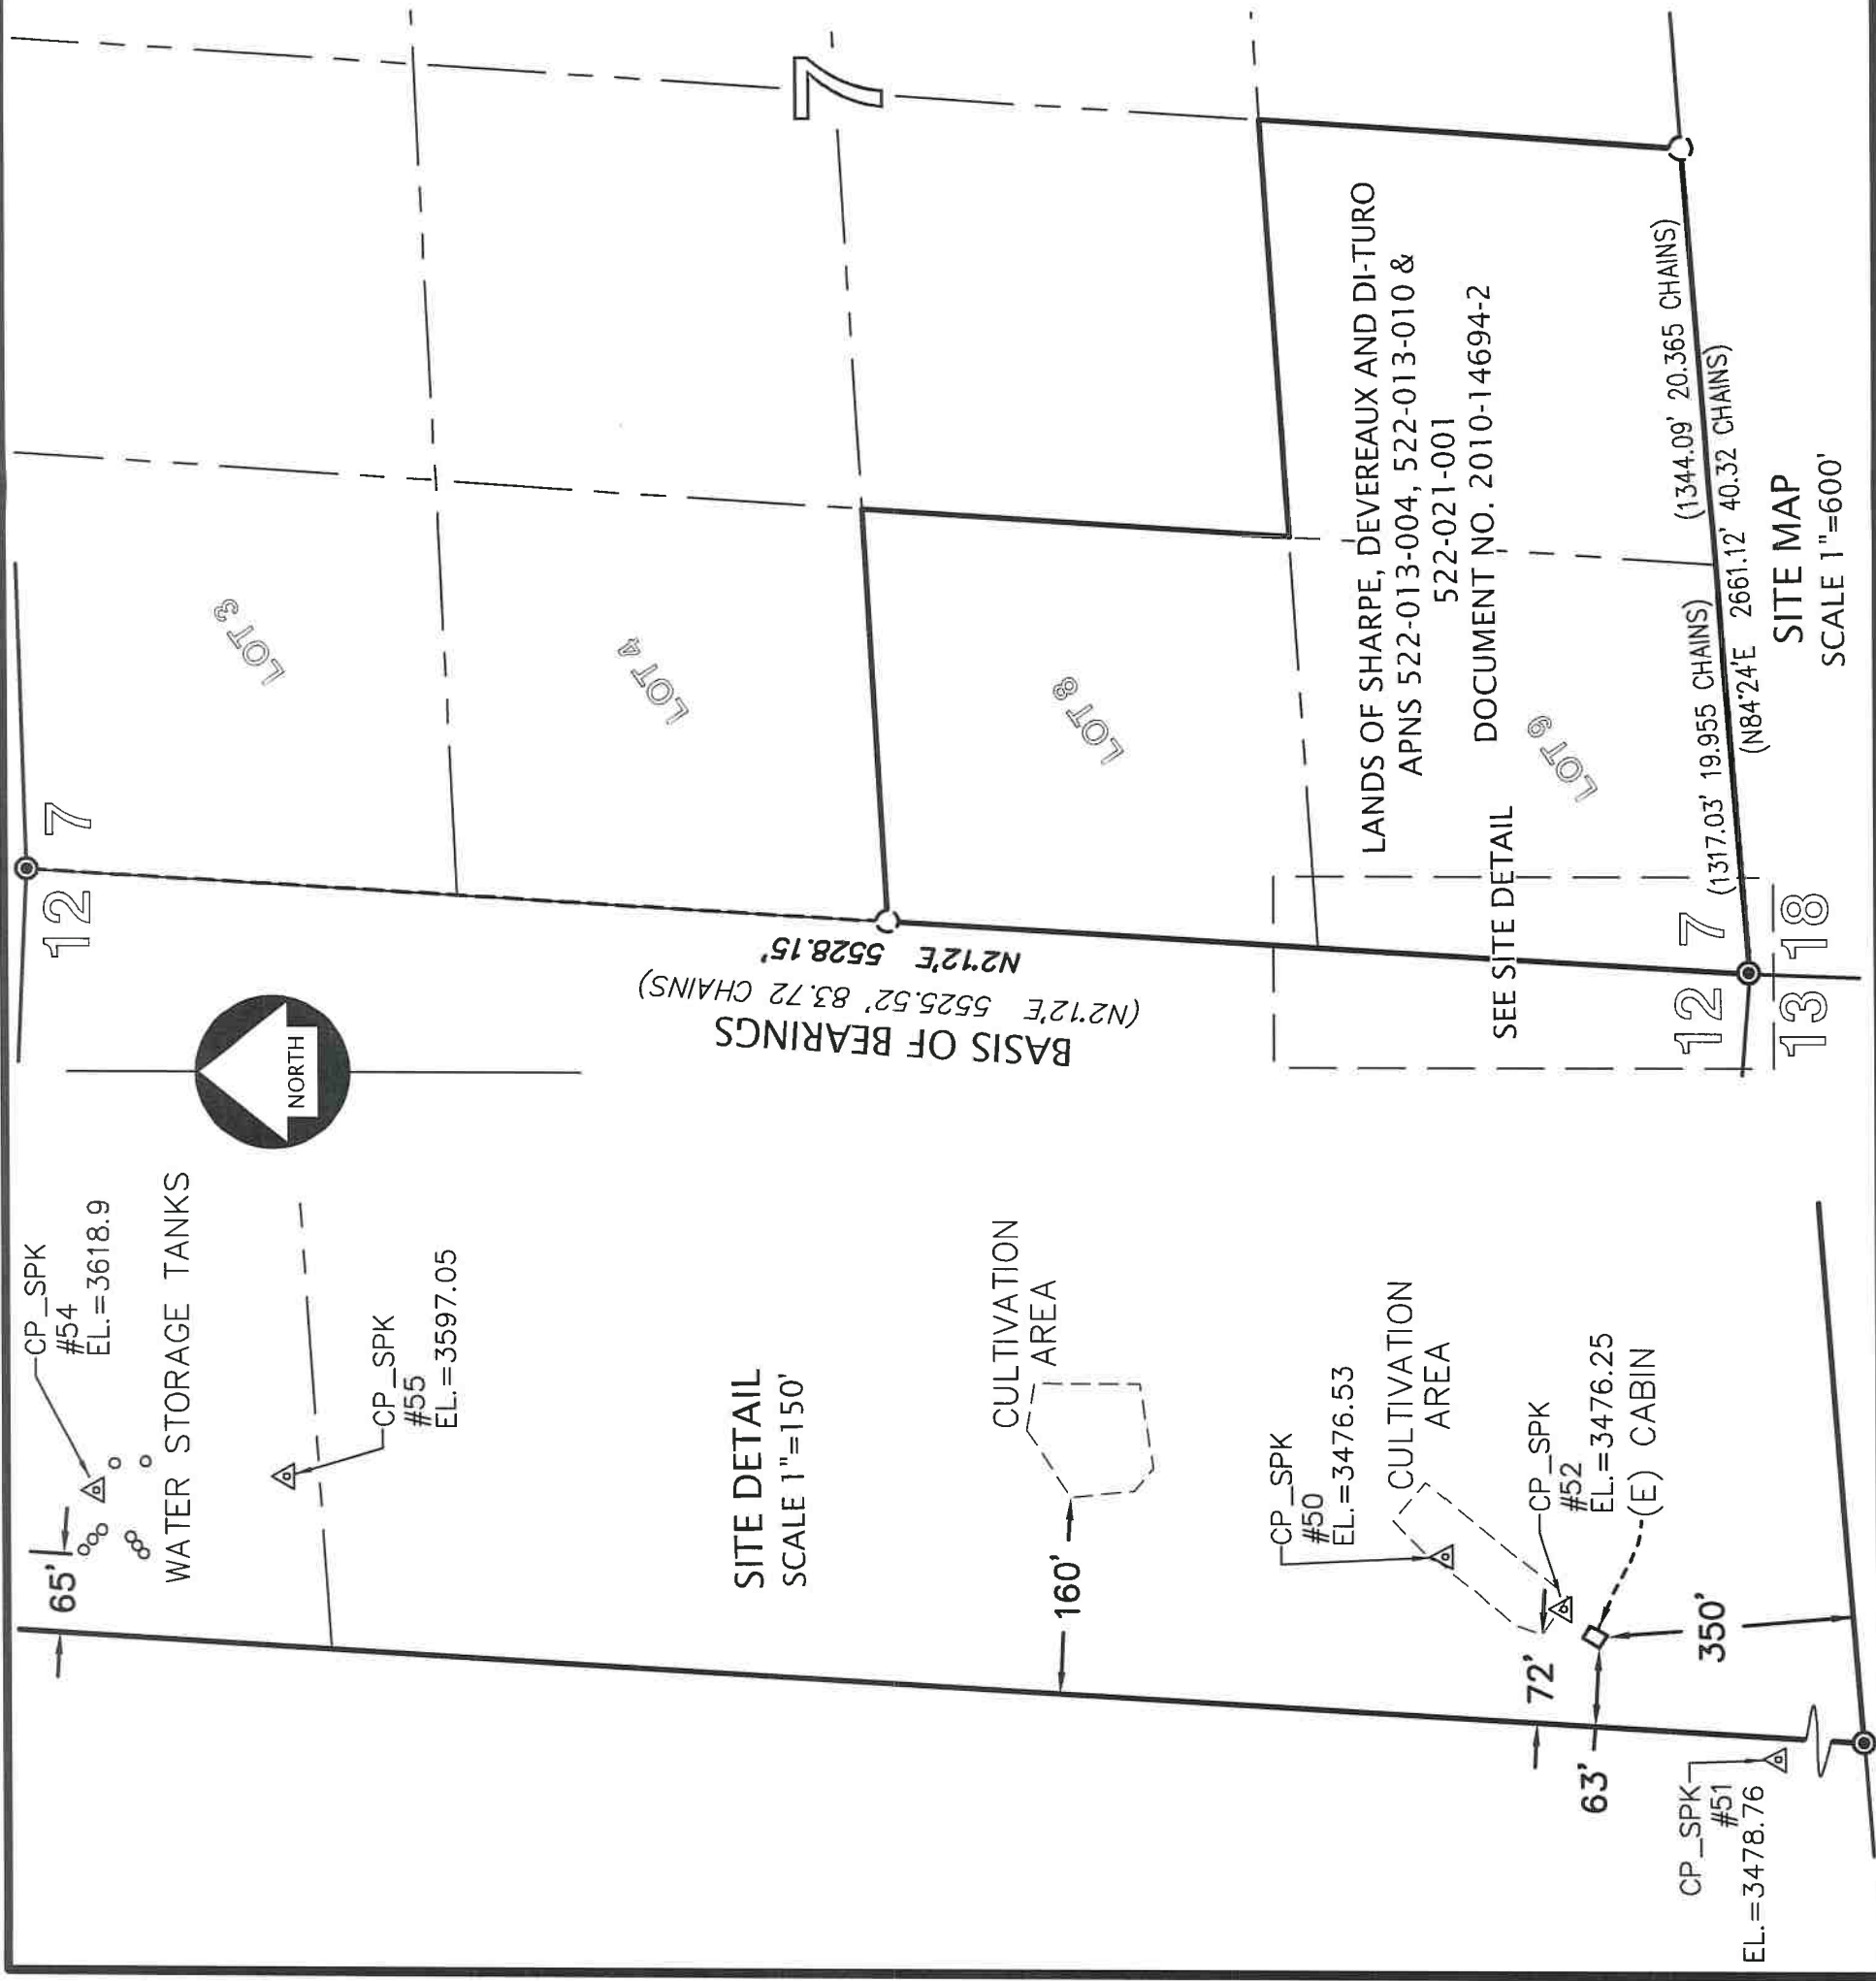 CP_SPK
#54
EL.=3618.9
65'
WATER STORAGE TANKS
CP_SPK
#55
EL.=3597.05
SITE DETAIL
SCALE 1"=150'
CULTIVATION
AREA
160'
CP_SPK
#50
EL.=3476.53
CULTIVATION
AREA
CP_SPK
#52
EL.=3476.25
(E) CABIN
72'
63'
350'
CP_SPK
#51
EL.=3478.76
NORTH
12 7
LOT 3
LOT 4
7
BASIS OF BEARINGS
(N2°12'E 5525.52' 83.72 CHAINS)
N2°12'E 5528.15'
LOT 8
LANDS OF SHARPE, DEVEREAUX AND DI-TURO
APNS 522-013-004, 522-013-010 &
522-021-001
DOCUMENT NO. 2010-14694-2
SEE SITE DETAIL
LOT 9
12 7
13 18
(1317.03' 19.955 CHAINS)
(1344.09' 20.365 CHAINS)
(N84°24'E 2661.12' 40.32 CHAINS)
SITE MAP
SCALE 1"=600'